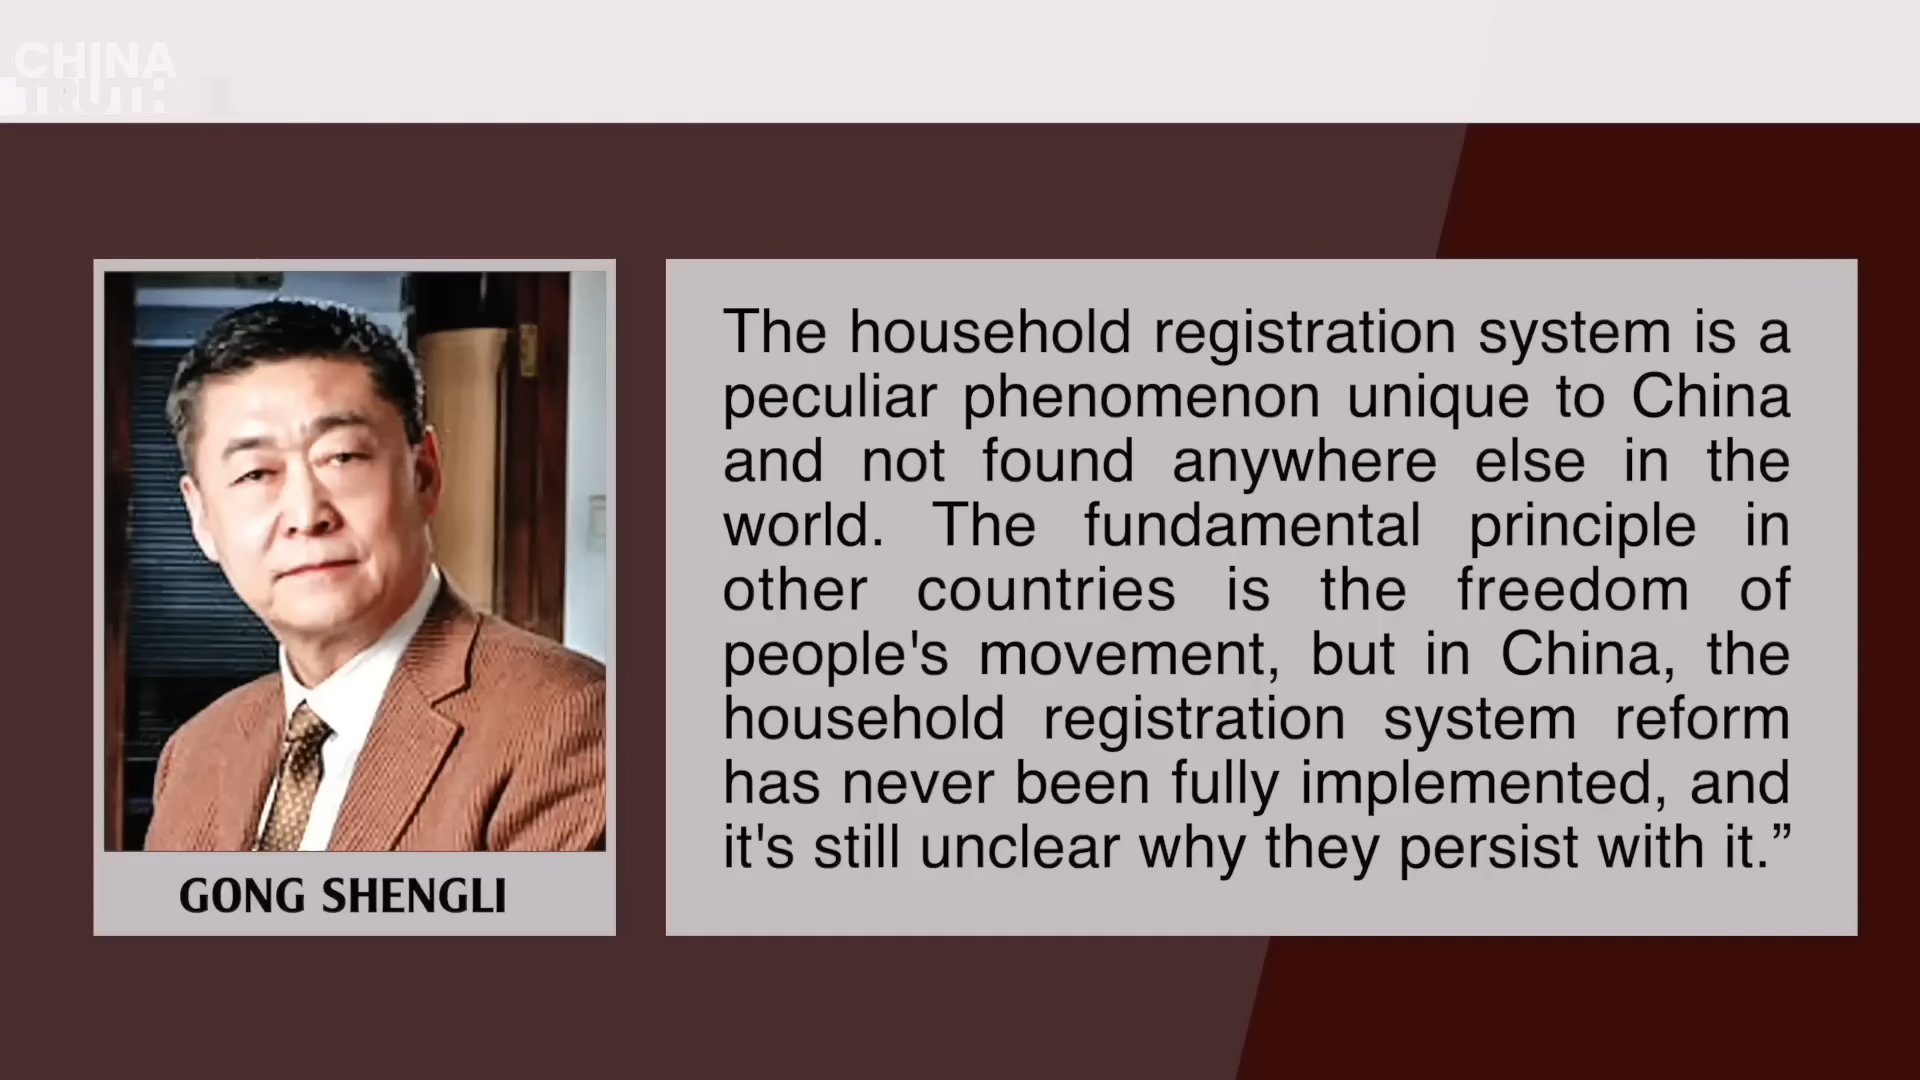 CHINA
TRUTH
The household registration system is a
peculiar phenomenon unique to China
and not found anywhere else in the
world. The fundamental principle in
other countries is the freedom of
people's movement, but in China, the
household registration system reform
has never been fully implemented, and
it's still unclear why they persist with it.”
GONG SHENGLI